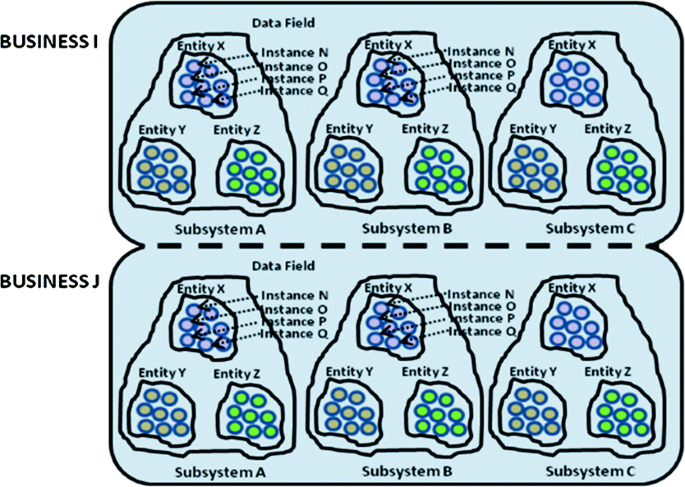 Data Field
BUSINESS I
Entity X Entity X Entity X
Instance N Instance N
Instance O Instance O
Instance P Instance P
Instance Q Instance Q
Entity Y Entity Z Entity Y Entity Z Entity Y Entity Z
Subsystem A Subsystem B Subsystem C
Data Field
BUSINESS J
Entity X Entity X Entity X
Instance N Instance N
Instance O Instance O
Instance P Instance P
Instance Q Instance Q
Entity Y Entity Z Entity Y Entity Z Entity Y Entity Z
Subsystem A Subsystem B Subsystem C